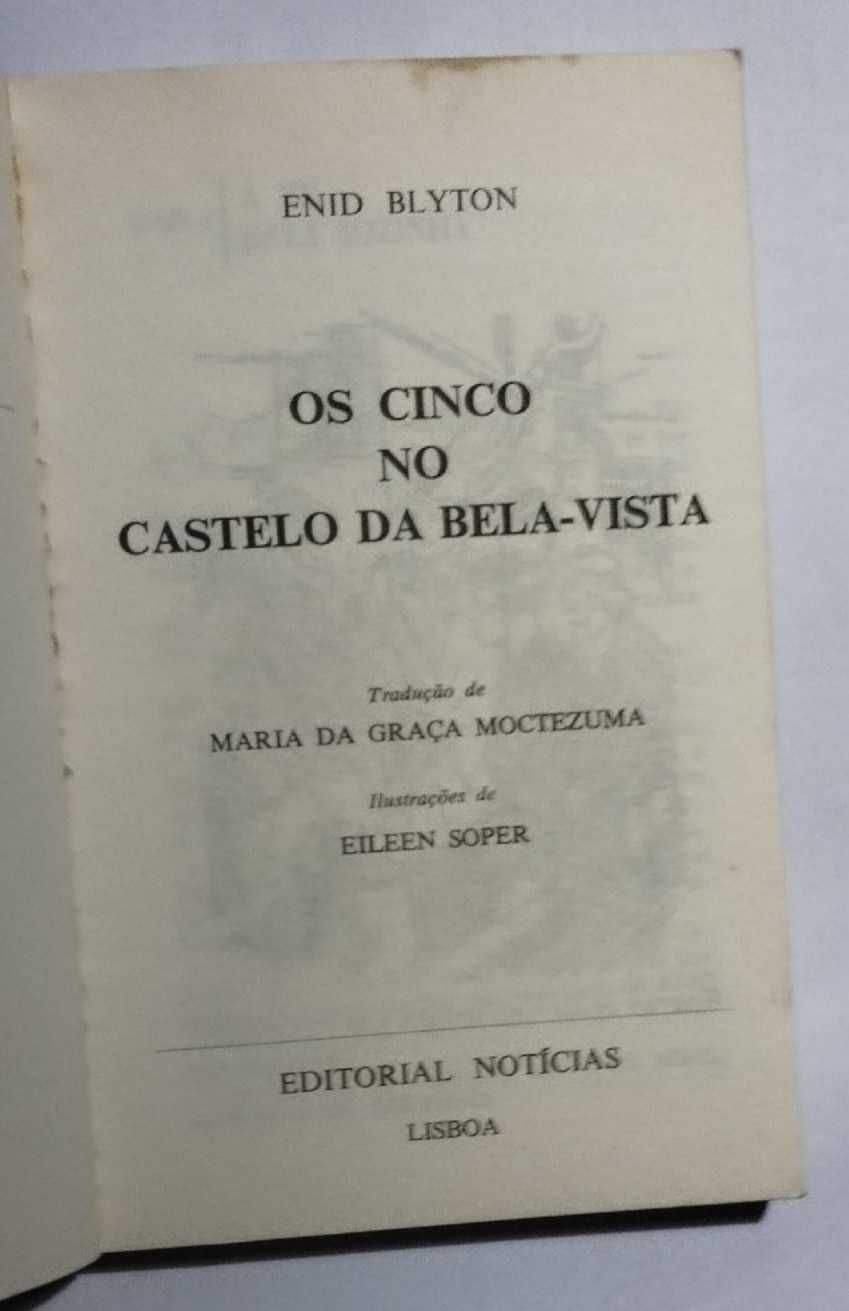 ENID BLYTON
OS CINCO
NO
CASTELO DA BELA-VISTA
Tradução de
MARIA DA GRAÇA MOCTEZUMA
Ilustrações de
EILEEN SOPER
EDITORIAL NOTÍCIAS
LISBOA